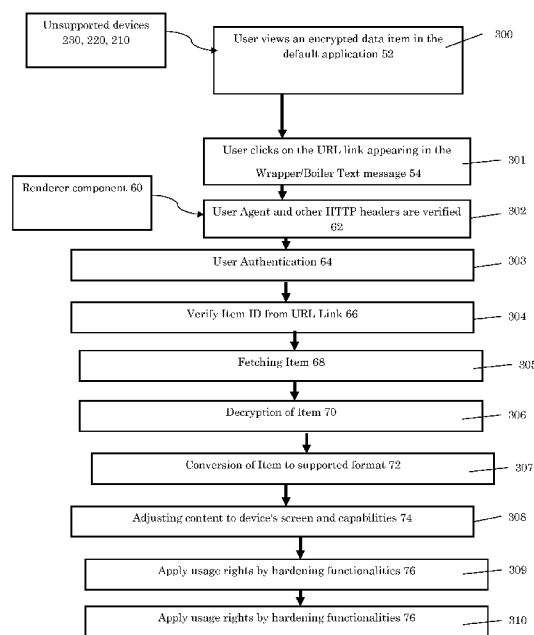 Unsupported devices
230, 220, 210
User views an encrypted data item in the
default application 52
300
User clicks on the URL link appearing in the
Wrapper/Boiler Text message 54
301
Renderer component 60
User Agent and other HTTP headers are verified
62
302
User Authentication 64
303
Verify Item ID from URL Link 66
304
Fetching Item 68
305
Decryption of Item 70
306
Conversion of Item to supported format 72
307
Adjusting content to device's screen and capabilities 74
308
Apply usage rights by hardening functionalities 76
309
Apply usage rights by hardening functionalities 76
310